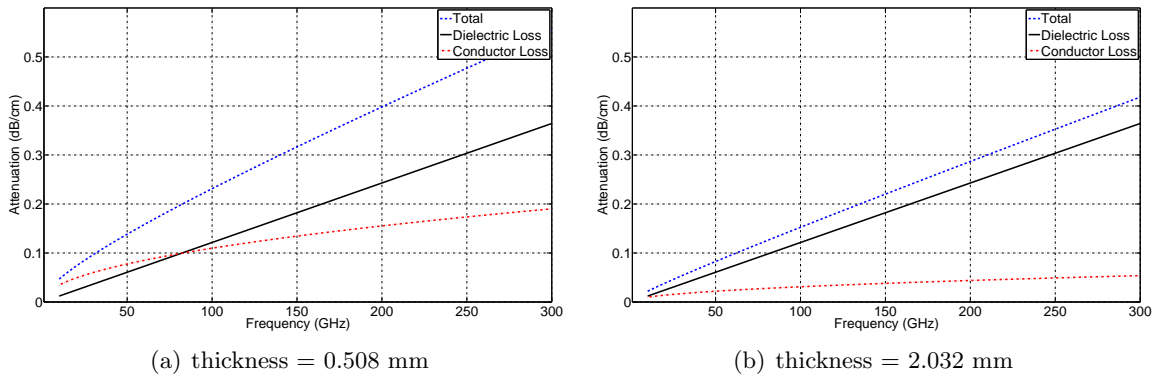 Total
Dielectric Loss
Conductor Loss
0.5
0.4
0.3
0.2
0.1
0
Attenuation (dB/cm)
50
100
150
200
250
300
Frequency (GHz)
(a) thickness = 0.508 mm
Total
Dielectric Loss
Conductor Loss
0.5
0.4
0.3
0.2
0.1
0
Attenuation (dB/cm)
50
100
150
200
250
300
Frequency (GHz)
(b) thickness = 2.032 mm